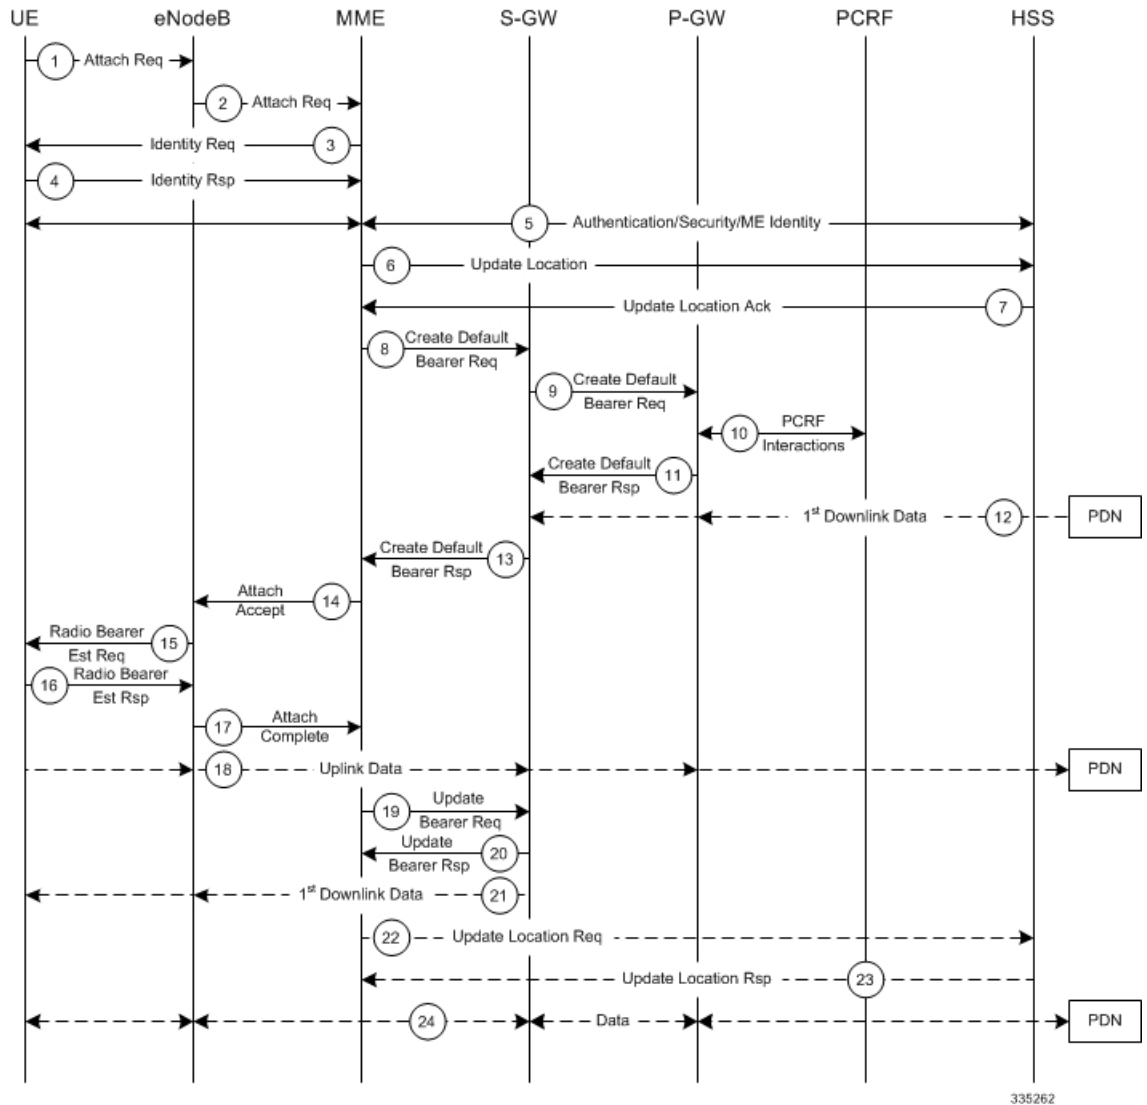 UE eNodeB MME S-GW P-GW PCRF HSS
1 Attach Req
2 Attach Req
Identity Req 3
4 Identity Rsp
5 Authentication/Security/ME Identity
6 Update Location
Update Location Ack 7
8 Create Default
Bearer Req
9 Create Default
Bearer Req
10 PCRF
Interactions
Create Default 11
Bearer Rsp
1st Downlink Data 12 PDN
Create Default 13
Bearer Rsp
Attach 14
Accept
Radio Bearer 15
Est Req
16 Radio Bearer
Est Rsp
17 Attach
Complete
18 Uplink Data PDN
19 Update
Bearer Req
Update 20
Bearer Rsp
1st Downlink Data 21
22 Update Location Req
Update Location Rsp 23
24 Data PDN
335262